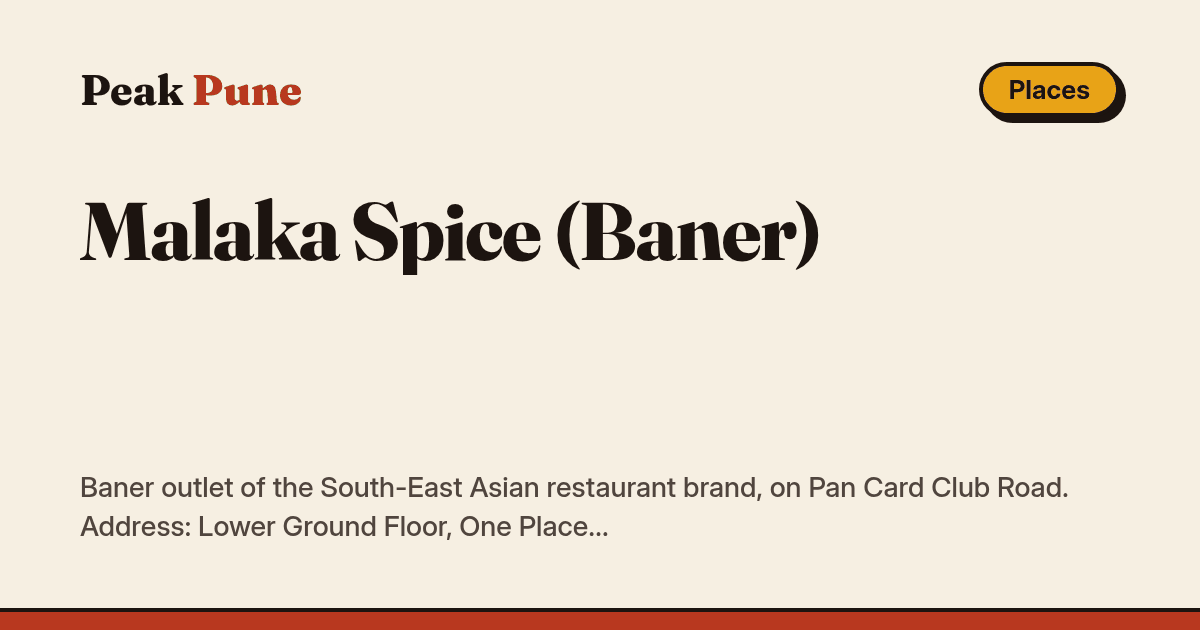 Peak Pune
Places
Malaka Spice (Baner)
Baner outlet of the South-East Asian restaurant brand, on Pan Card Club Road.
Address: Lower Ground Floor, One Place...